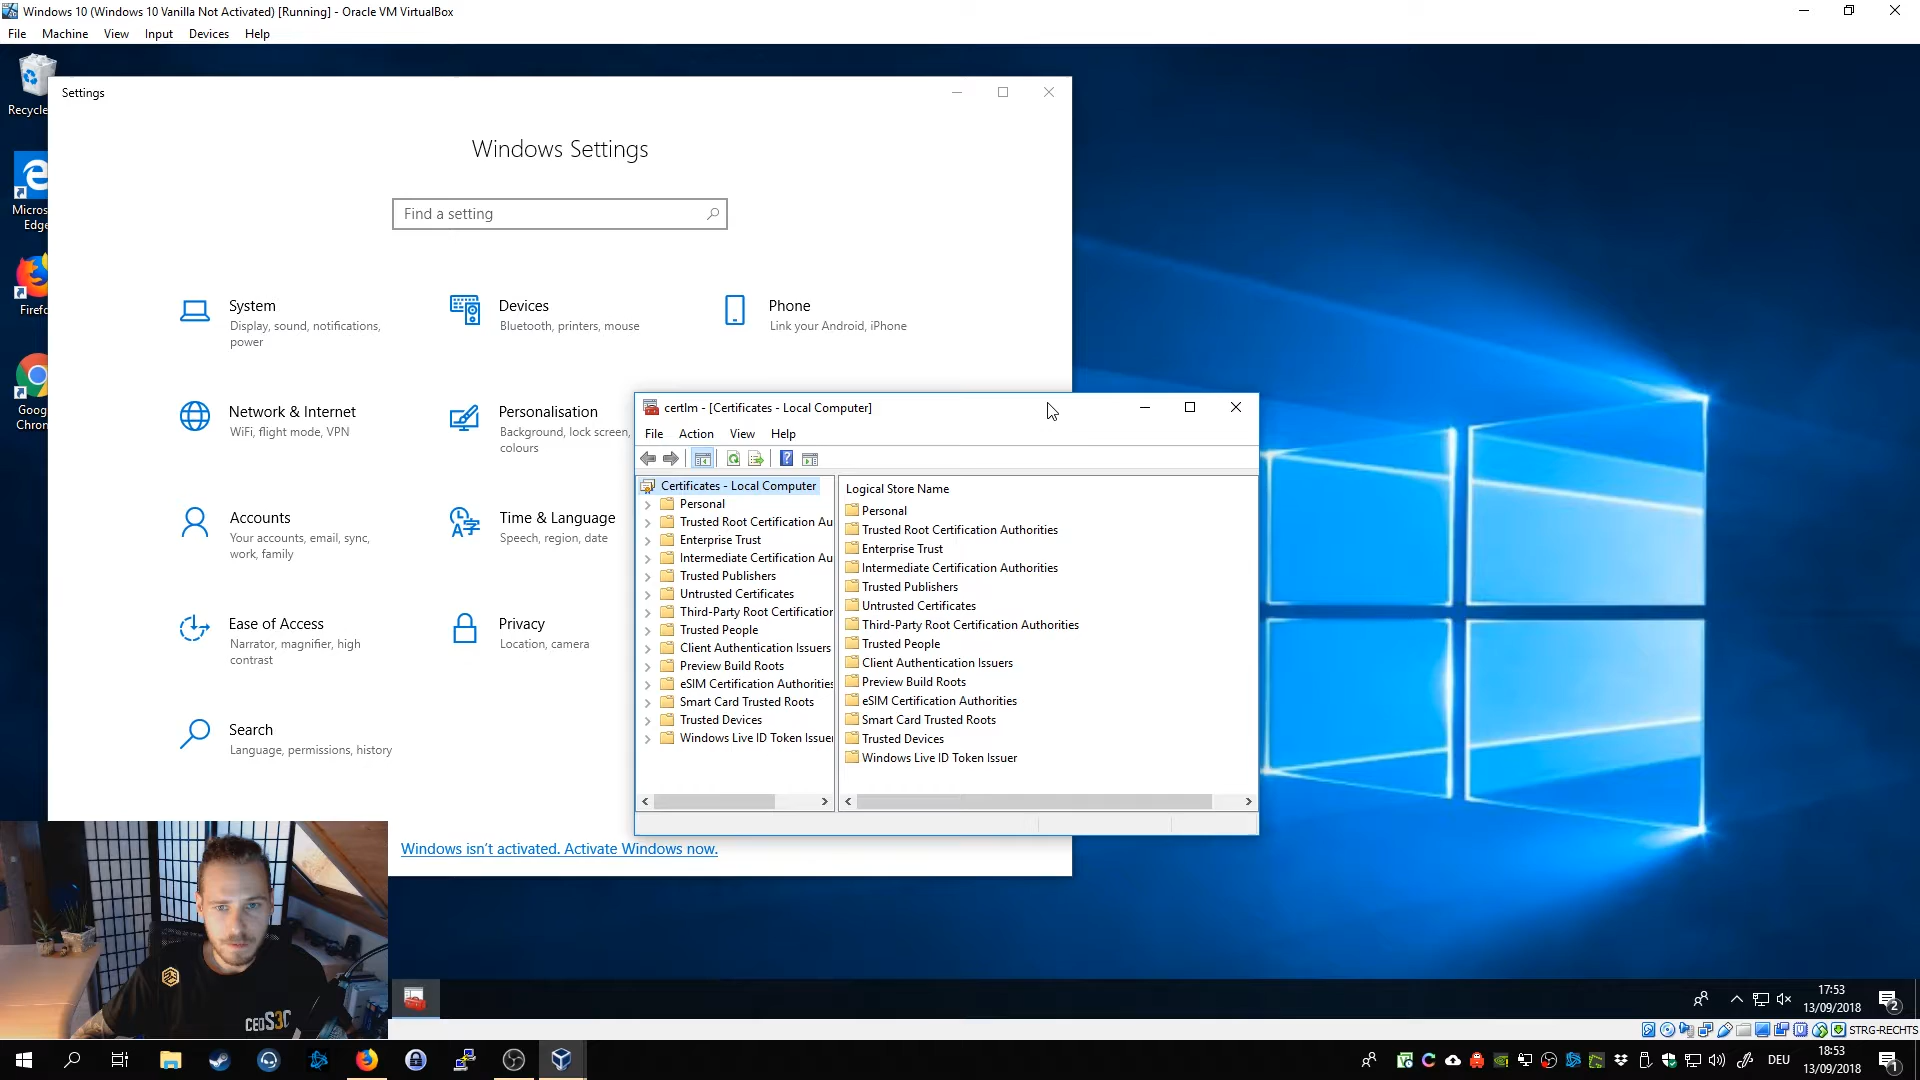 Windows 10 (Windows 10 Vanilla Not Activated) [Running] - Oracle VM VirtualBox
File Machine View Input Devices Help
Recycle
Micros
Edge
Firefo
Goog
Chron
Settings
Windows Settings
Find a setting
System
Display, sound, notifications,
power
Devices
Bluetooth, printers, mouse
Phone
Link your Android, iPhone
Network & Internet
WiFi, flight mode, VPN
Personalisation
Background, lock screen,
colours
Accounts
Your accounts, email, sync,
work, family
Time & Language
Speech, region, date
Ease of Access
Narrator, magnifier, high
contrast
Privacy
Location, camera
Search
Language, permissions, history
Windows isn't activated. Activate Windows now.
certlm - [Certificates - Local Computer]
File Action View Help
Certificates - Local Computer
Personal
Trusted Root Certification Au
Enterprise Trust
Intermediate Certification Au
Trusted Publishers
Untrusted Certificates
Third-Party Root Certification
Trusted People
Client Authentication Issuers
Preview Build Roots
eSIM Certification Authorities
Smart Card Trusted Roots
Trusted Devices
Windows Live ID Token Issuer
Logical Store Name
Personal
Trusted Root Certification Authorities
Enterprise Trust
Intermediate Certification Authorities
Trusted Publishers
Untrusted Certificates
Third-Party Root Certification Authorities
Trusted People
Client Authentication Issuers
Preview Build Roots
eSIM Certification Authorities
Smart Card Trusted Roots
Trusted Devices
Windows Live ID Token Issuer
CEOS3C
17:53
13/09/2018
2
STRG-RECHTS
DEU
18:53
13/09/2018
1